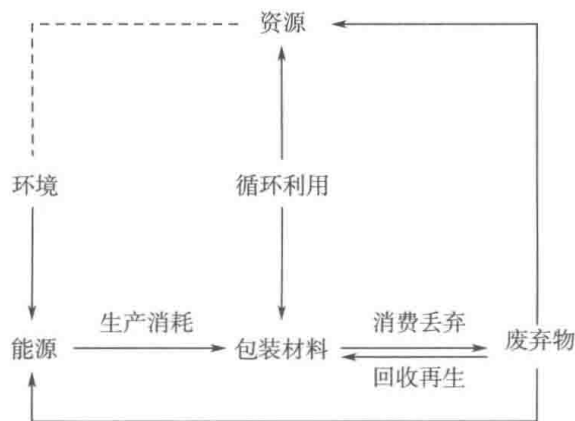 资源
环境
循环利用
生产消耗
消费丢弃
能源
包装材料
废弃物
回收再生